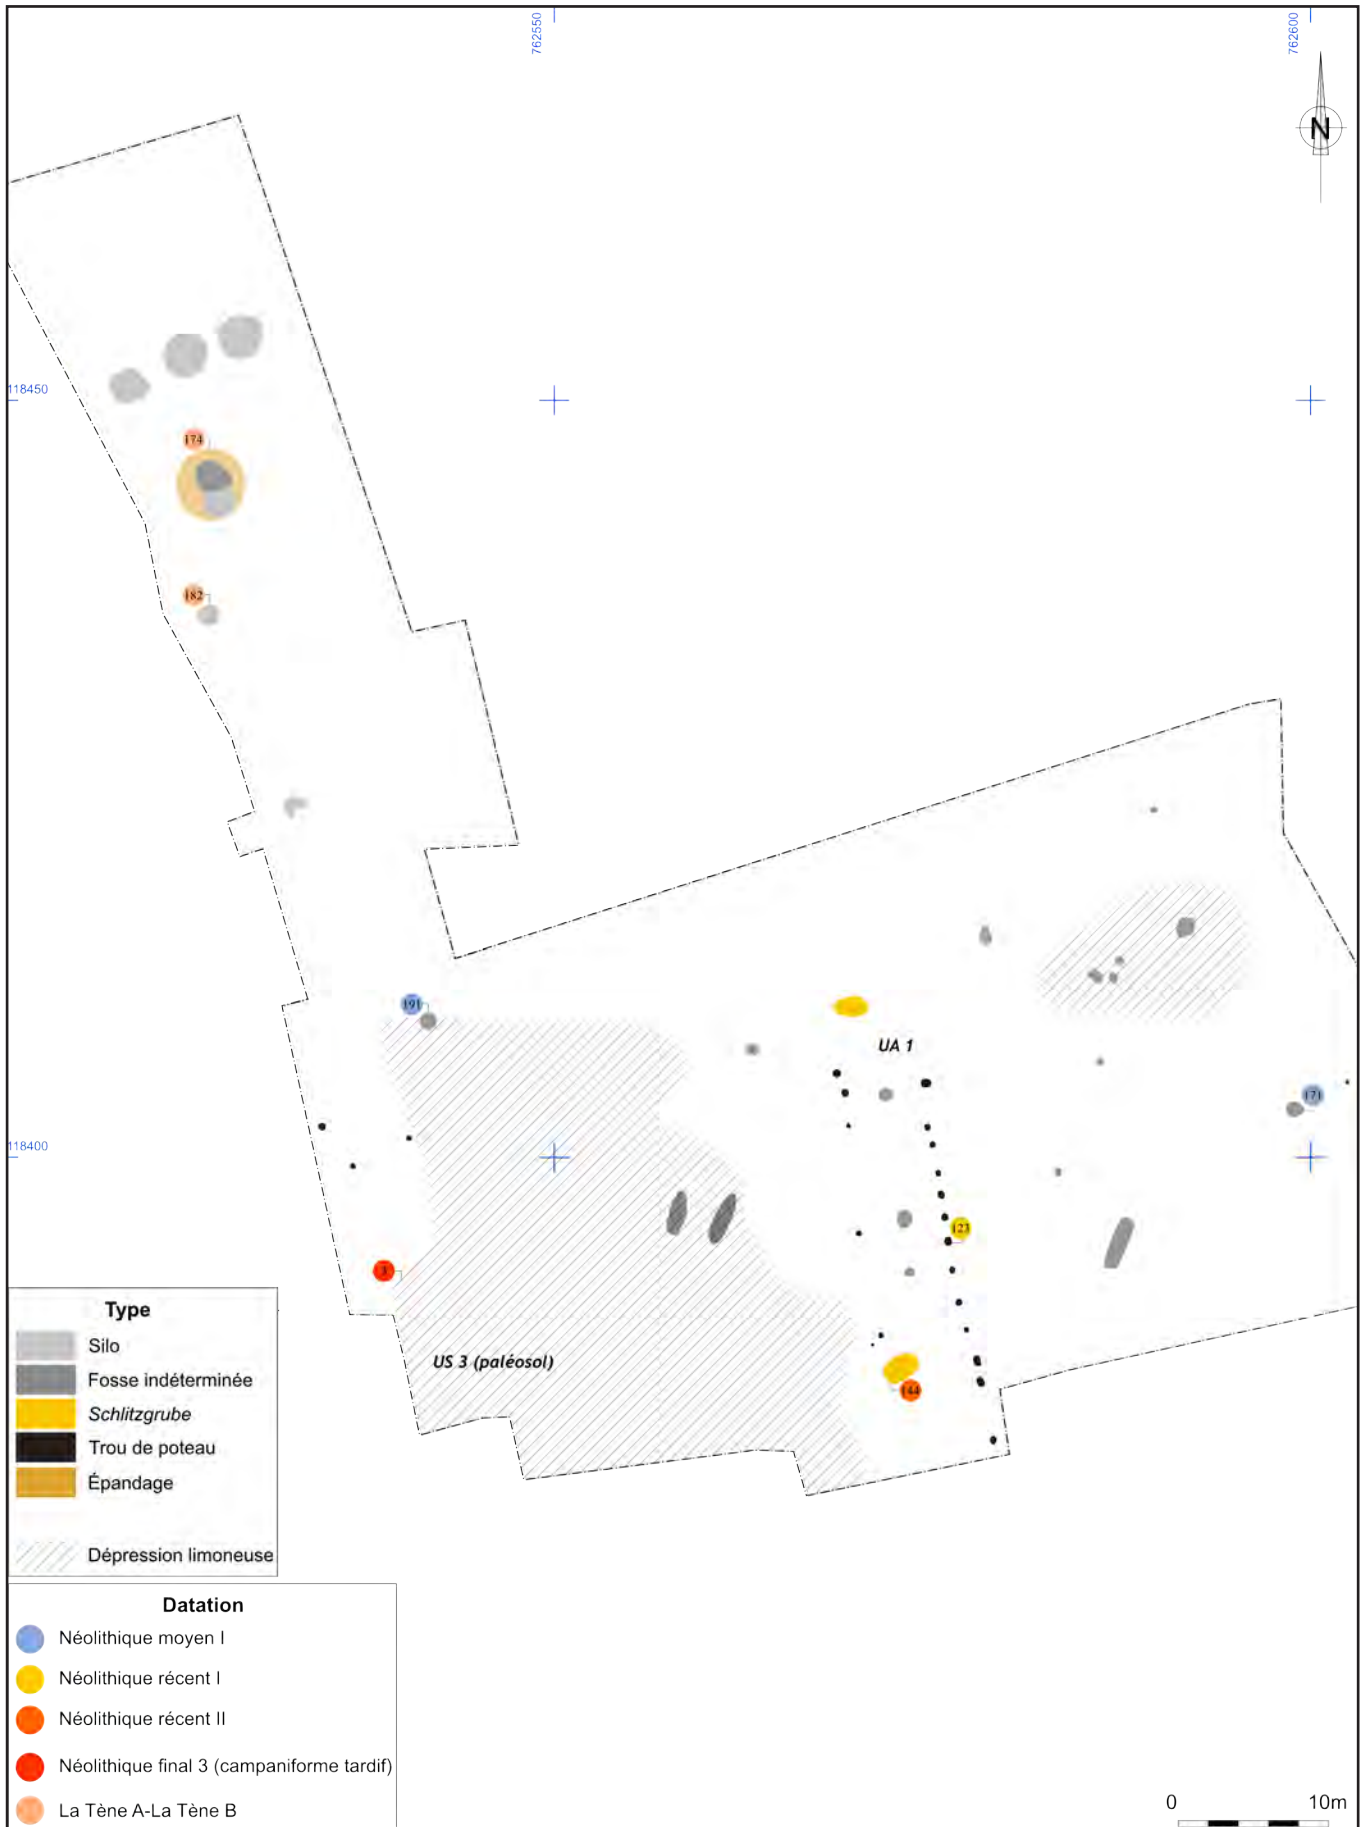 762550
762600
N
118450
174
182
191
UA 1
171
118400
123
3
US 3 (paléosol)
144
Type
Silo
Fosse indéterminée
Schlitzgrube
Trou de poteau
Épandage
Dépression limoneuse
Datation
Néolithique moyen I
Néolithique récent I
Néolithique récent II
Néolithique final 3 (campaniforme tardif)
La Tène A-La Tène B
0 10m